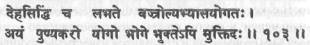 देहसिद्धिं च लभते वज्रोल्यभ्यासयोगतः।
अयं पुण्यकरो योगो भोगे भुक्तेऽपि मुक्तिदः॥ १०३ ॥